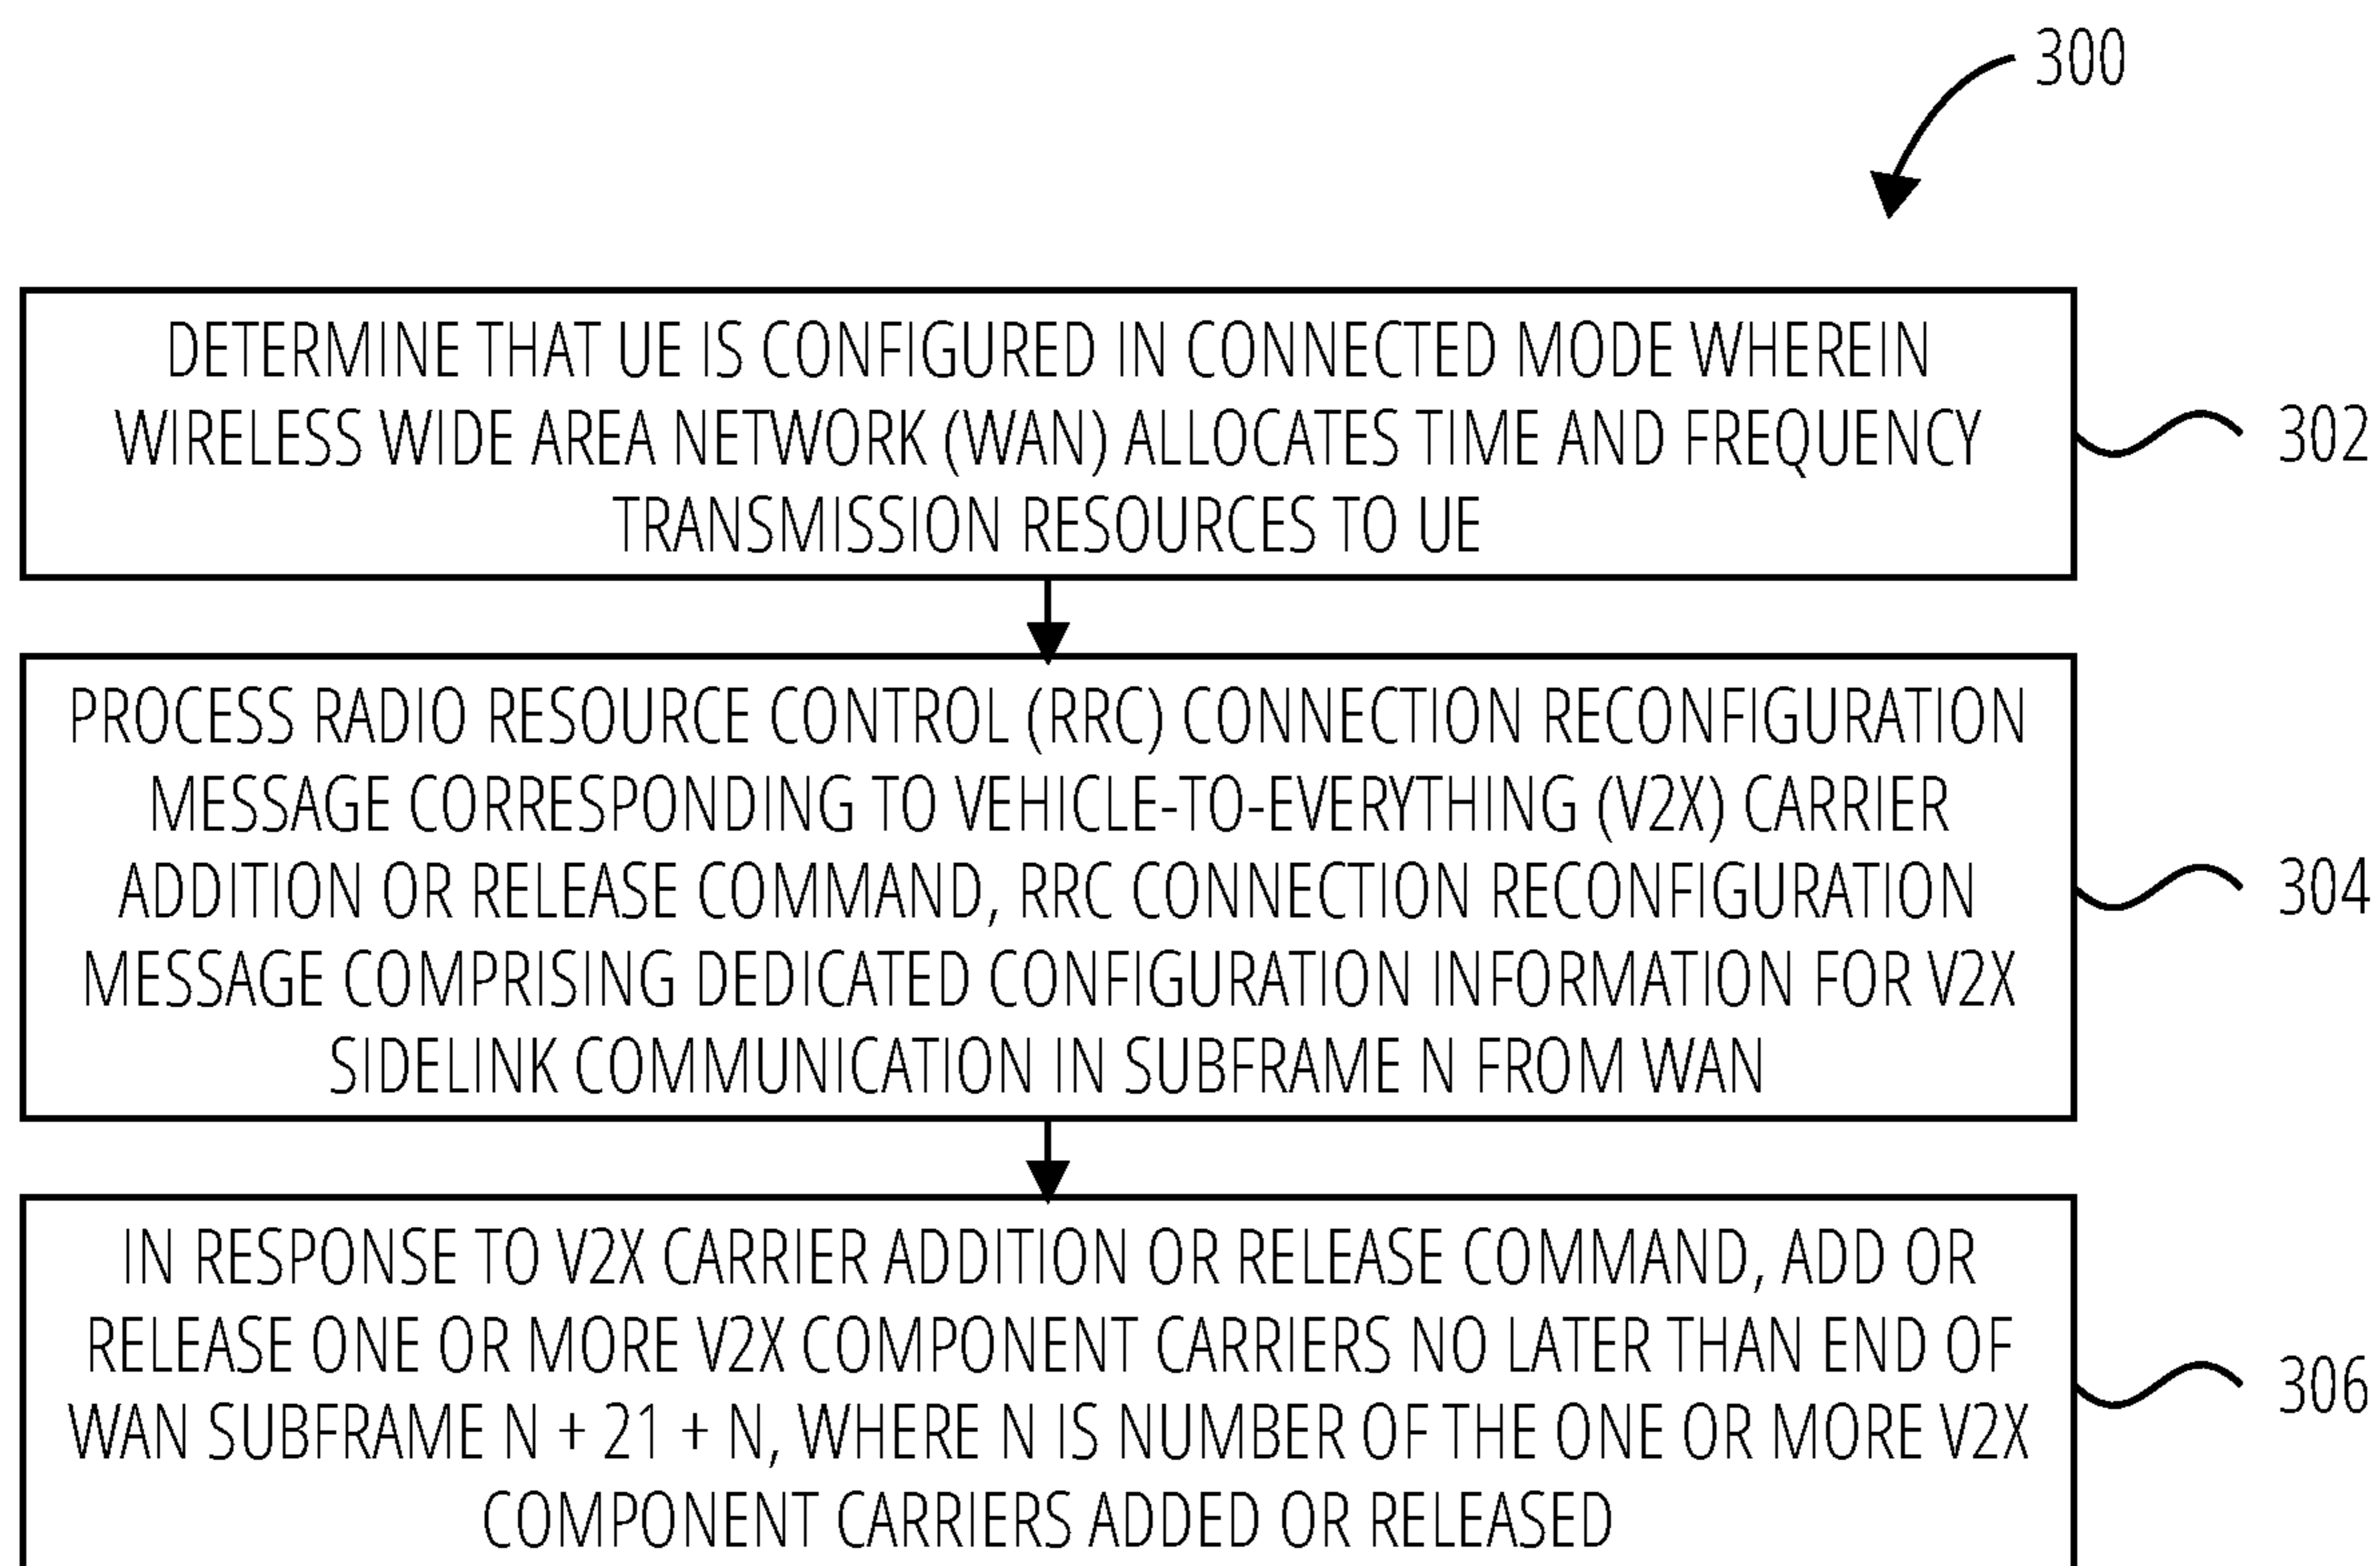 300
DETERMINE THAT UE IS CONFIGURED IN CONNECTED MODE WHEREIN
WIRELESS WIDE AREA NETWORK (WAN) ALLOCATES TIME AND FREQUENCY
TRANSMISSION RESOURCES TO UE
302
PROCESS RADIO RESOURCE CONTROL (RRC) CONNECTION RECONFIGURATION
MESSAGE CORRESPONDING TO VEHICLE-TO-EVERYTHING (V2X) CARRIER
ADDITION OR RELEASE COMMAND, RRC CONNECTION RECONFIGURATION
MESSAGE COMPRISING DEDICATED CONFIGURATION INFORMATION FOR V2X
SIDELINK COMMUNICATION IN SUBFRAME N FROM WAN
304
IN RESPONSE TO V2X CARRIER ADDITION OR RELEASE COMMAND, ADD OR
RELEASE ONE OR MORE V2X COMPONENT CARRIERS NO LATER THAN END OF
WAN SUBFRAME N + 21 + N, WHERE N IS NUMBER OF THE ONE OR MORE V2X
COMPONENT CARRIERS ADDED OR RELEASED
306